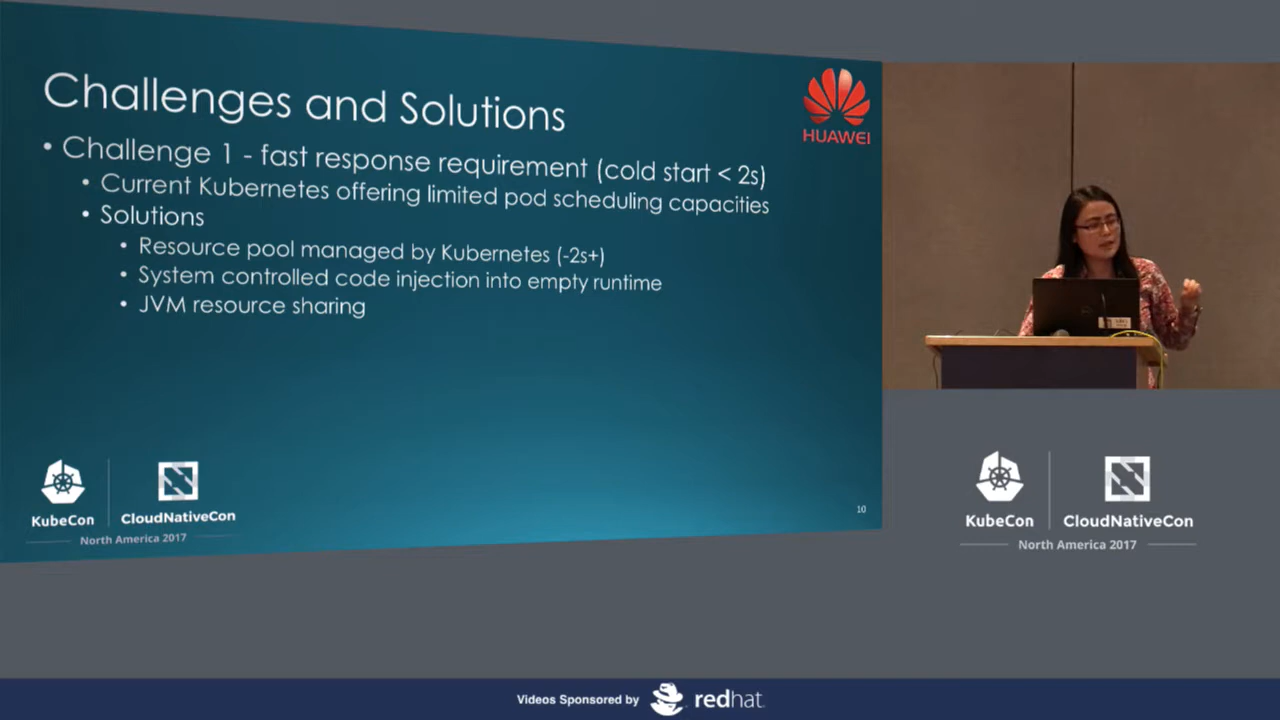 Challenges and Solutions
HUAWEI
• Challenge 1 - fast response requirement (cold start < 2s)
• Current Kubernetes offering limited pod scheduling capacities
• Solutions
• Resource pool managed by Kubernetes (-2s+)
• System controlled code injection into empty runtime
• JVM resource sharing
KubeCon
CloudNativeCon
North America 2017
10
KubeCon
CloudNativeCon
North America 2017
Videos Sponsored by
redhat.